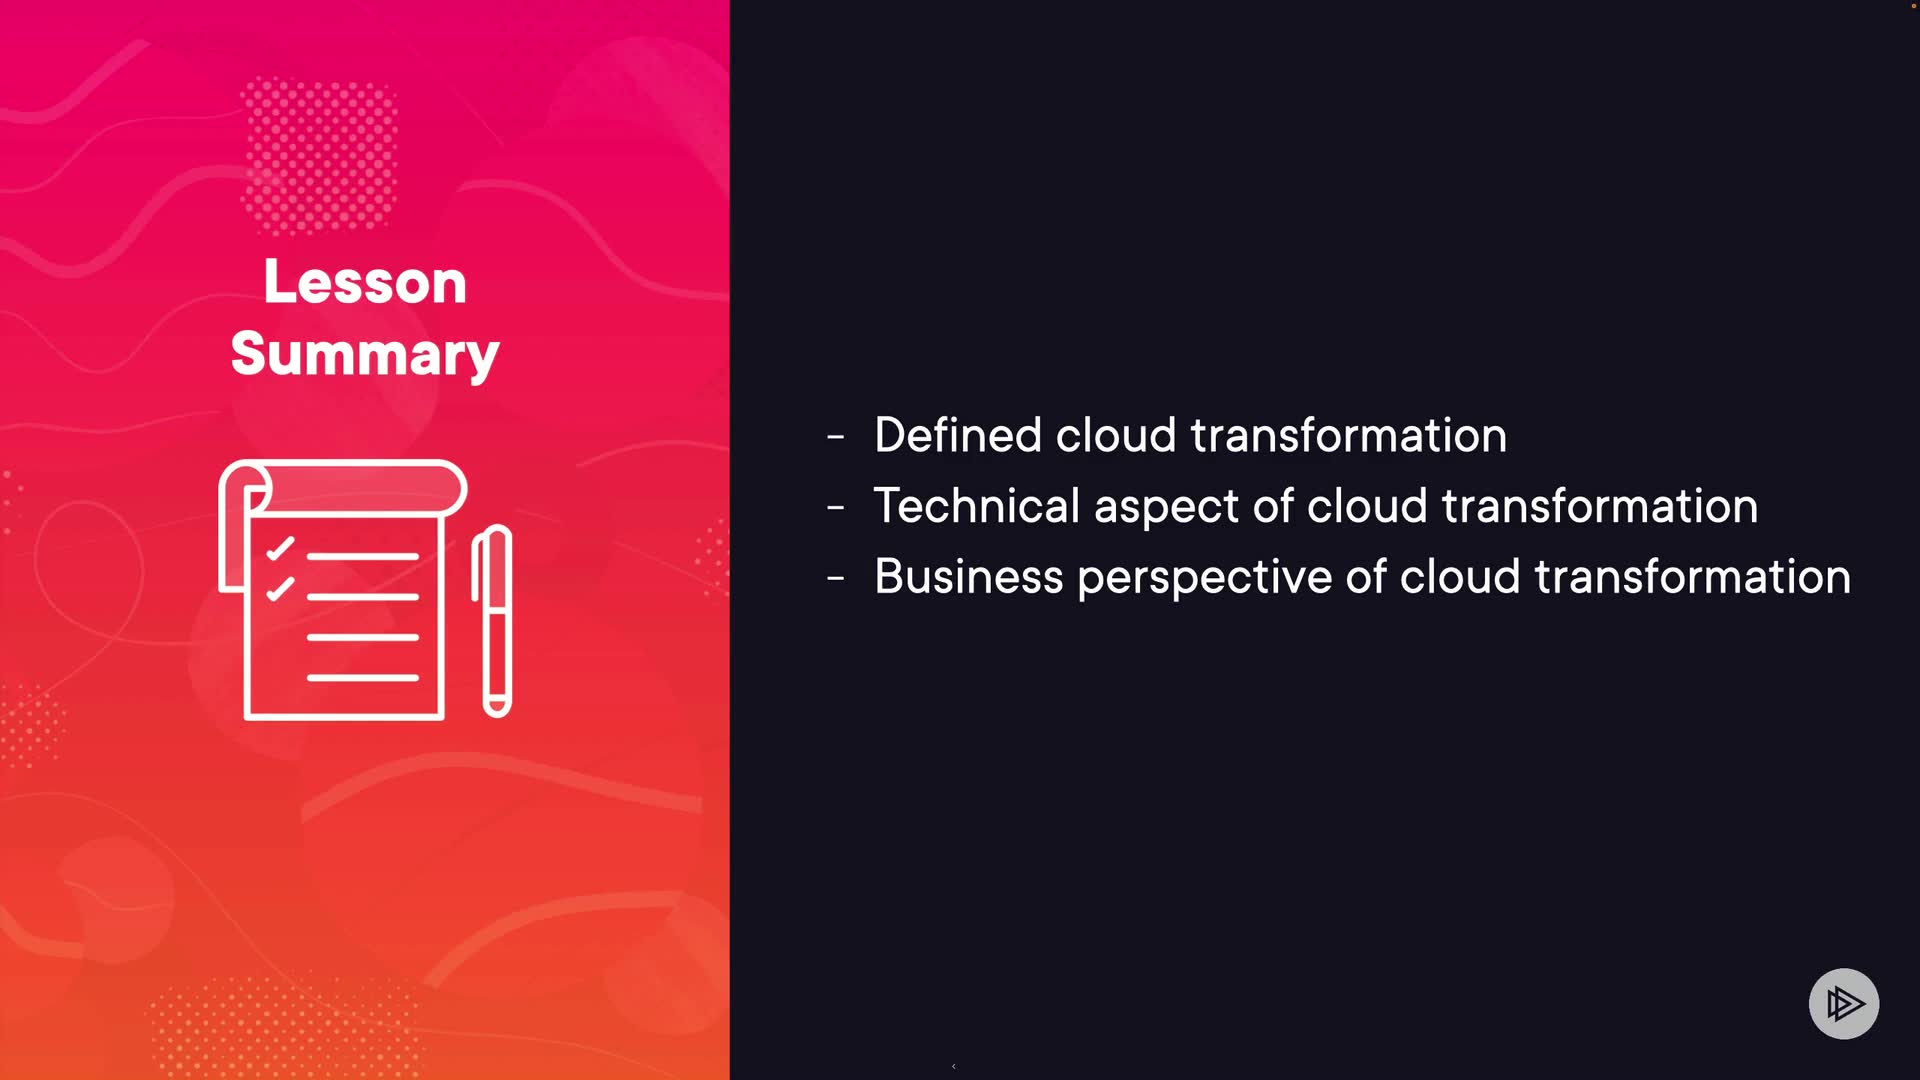 Lesson
Summary
- Defined cloud transformation
- Technical aspect of cloud transformation
- Business perspective of cloud transformation